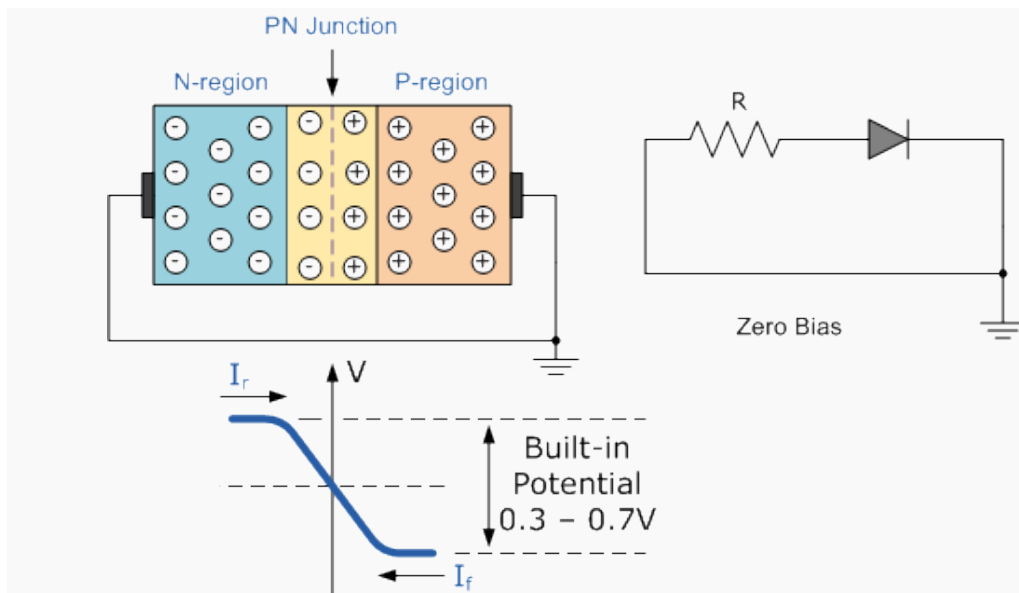 PN Junction
N-region
P-region
R
Zero Bias
Ir
V
Built-in
Potential
0.3 – 0.7V
If